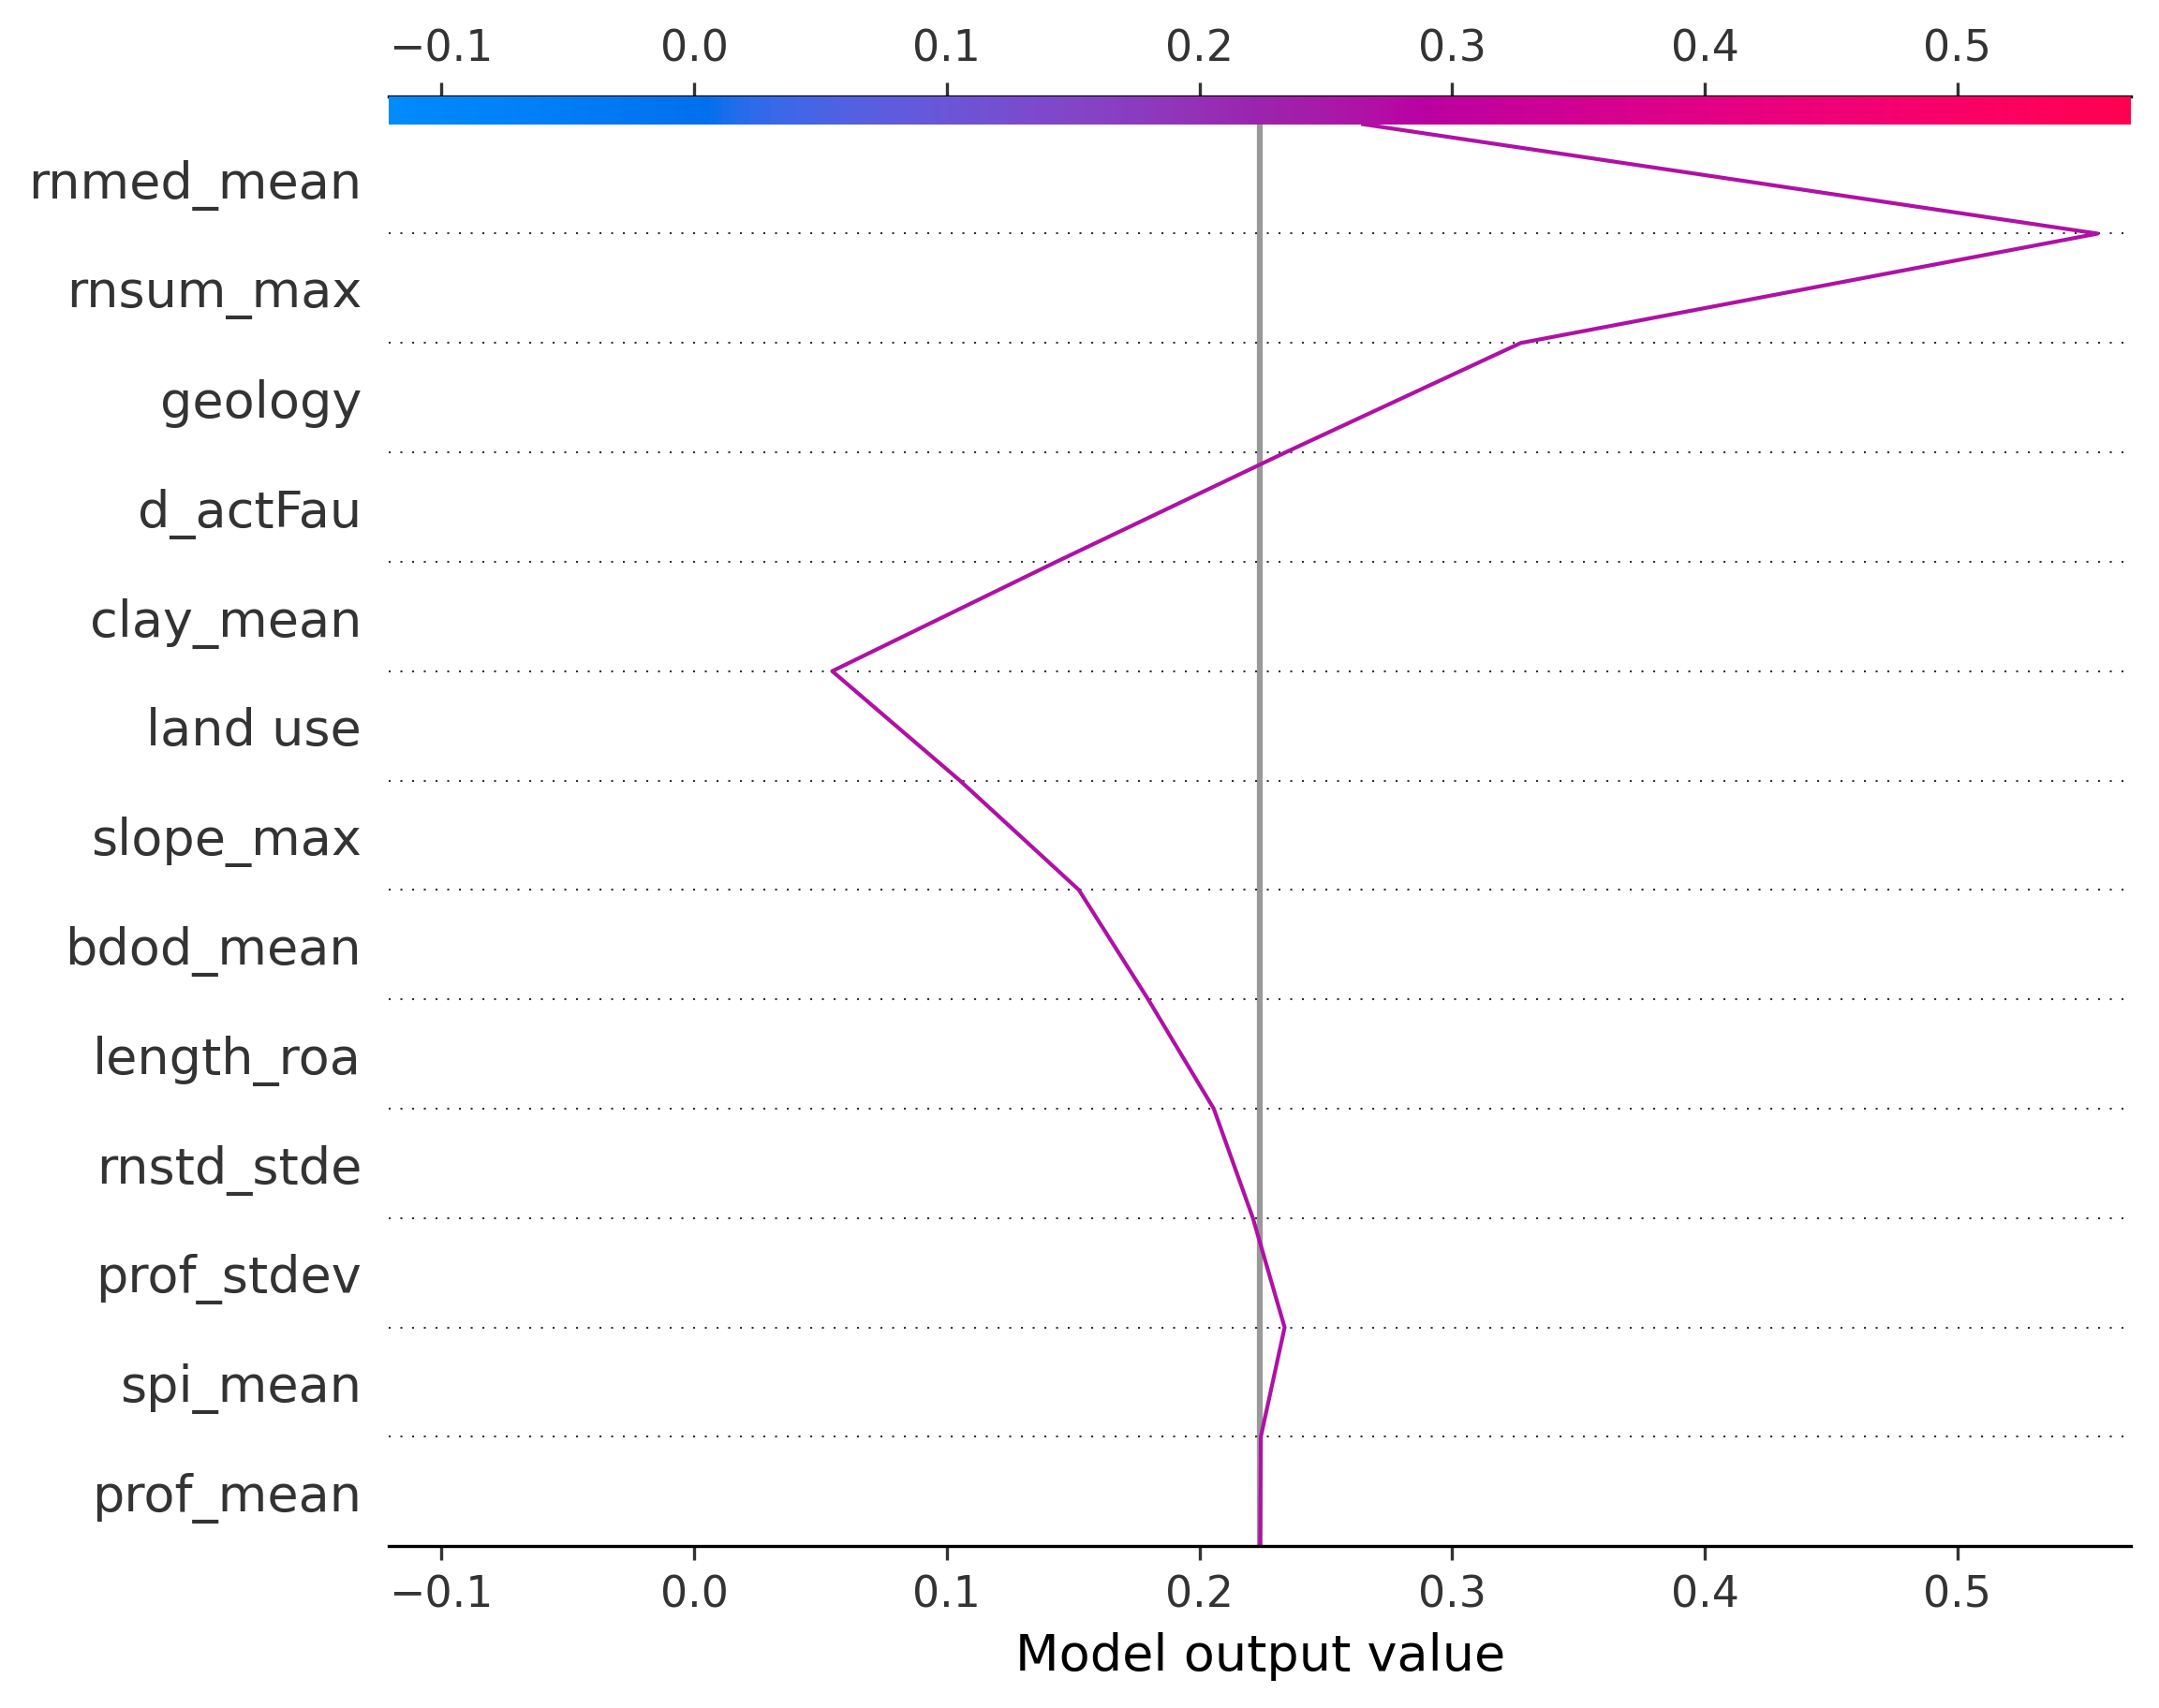 −0.1 0.0 0.1 0.2 0.3 0.4 0.5
rnmed_mean
rnsum_max
geology
d_actFau
clay_mean
land use
slope_max
bdod_mean
length_roa
rnstd_stde
prof_stdev
spi_mean
prof_mean
−0.1 0.0 0.1 0.2 0.3 0.4 0.5
Model output value